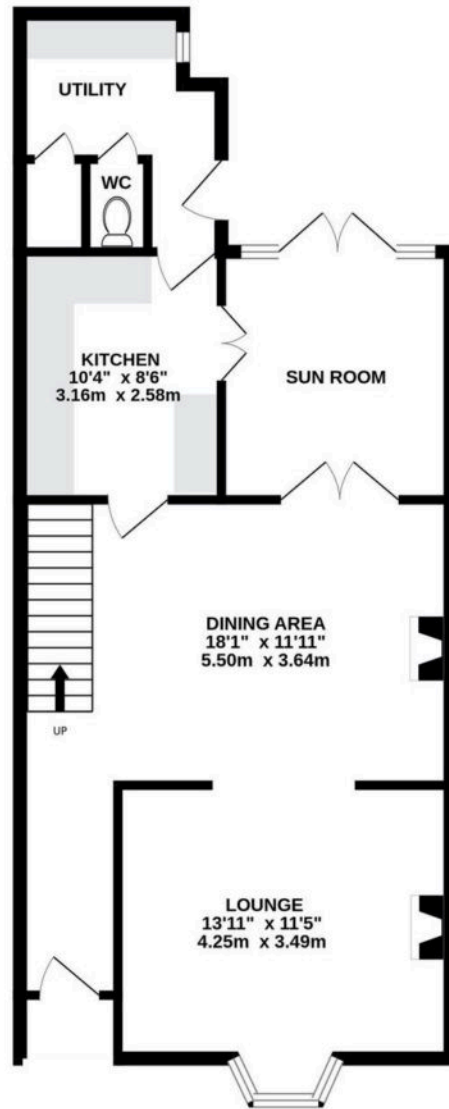 UTILITY
WC
KITCHEN
10'4" x 8'6"
3.16m x 2.58m
SUN ROOM
DINING AREA
18'1" x 11'11"
5.50m x 3.64m
UP
LOUNGE
13'11" x 11'5"
4.25m x 3.49m